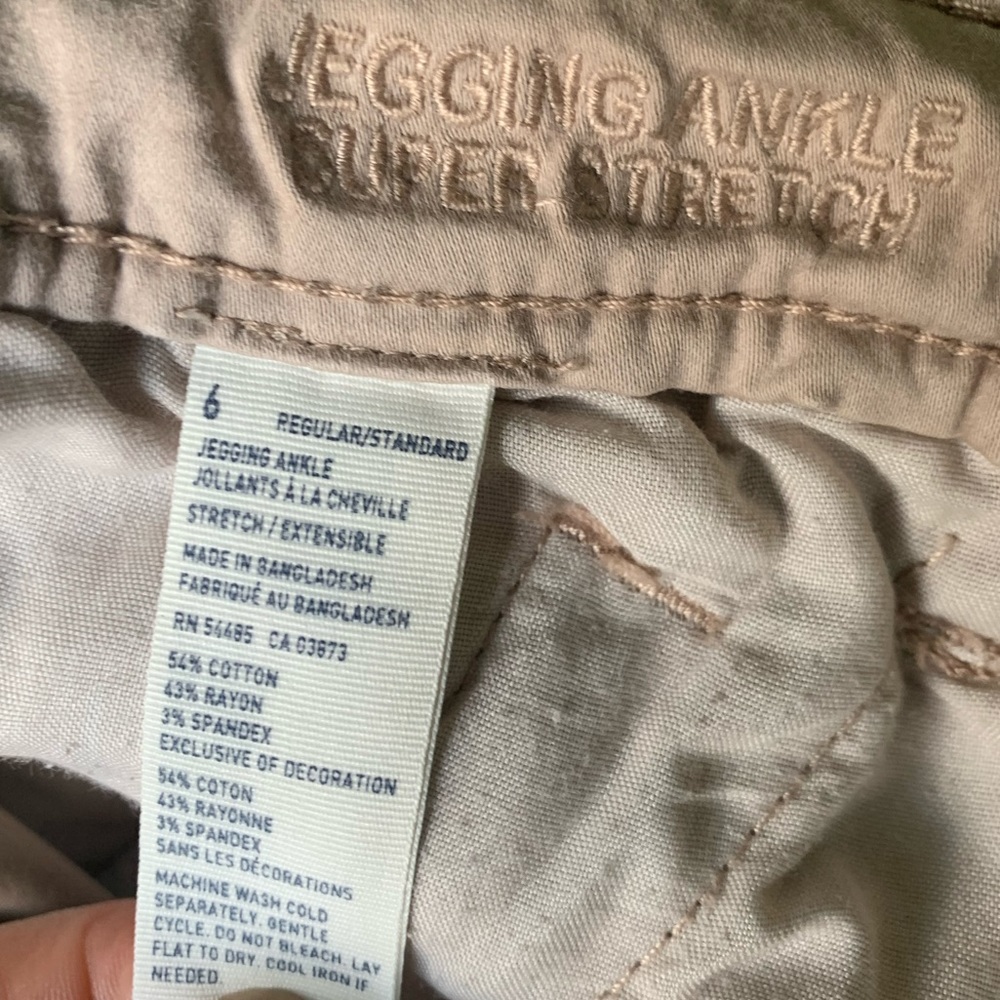 JEGGING ANKLE
SUPER STRETCH
6 REGULAR/STANDARD
JEGGING ANKLE
JOLLANTS À LA CHEVILLE
STRETCH / EXTENSIBLE
MADE IN BANGLADESH
FABRIQUÉ AU BANGLADESH
RN 54485 CA 03673
54% COTTON
43% RAYON
3% SPANDEX
EXCLUSIVE OF DECORATION
54% COTON
43% RAYONNE
3% SPANDEX
SANS LES DÉCORATIONS
MACHINE WASH COLD
SEPARATELY. GENTLE
CYCLE. DO NOT BLEACH. LAY
FLAT TO DRY. COOL IRON IF
NEEDED.